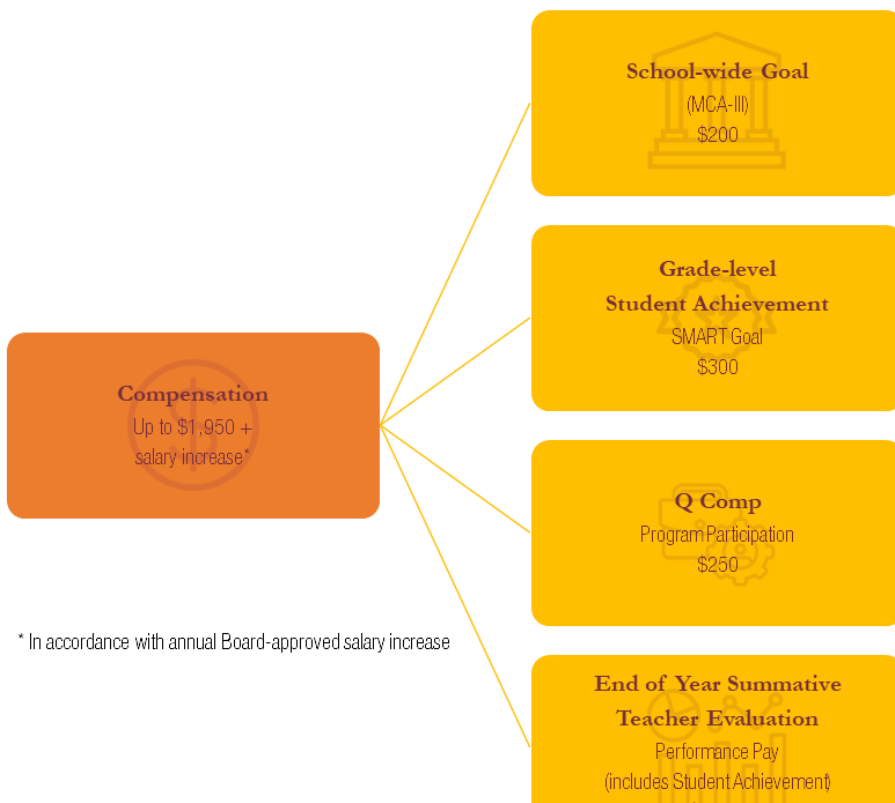 School-wide Goal
(MCA-III)
$200
Grade-level
Student Achievement
SMART Goal
$300
Compensation
Up to $1,950 +
salary increase*
Q Comp
Program Participation
$250
* In accordance with annual Board-approved salary increase
End of Year Summative
Teacher Evaluation
Performance Pay
(includes Student Achievement)